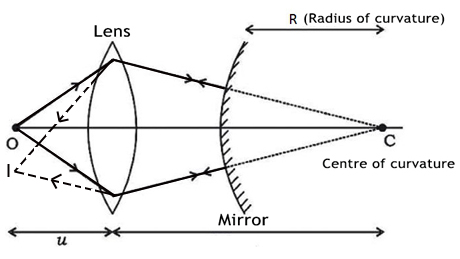 R (Radius of curvature)
Lens
O
C
I
Centre of curvature
Mirror
u